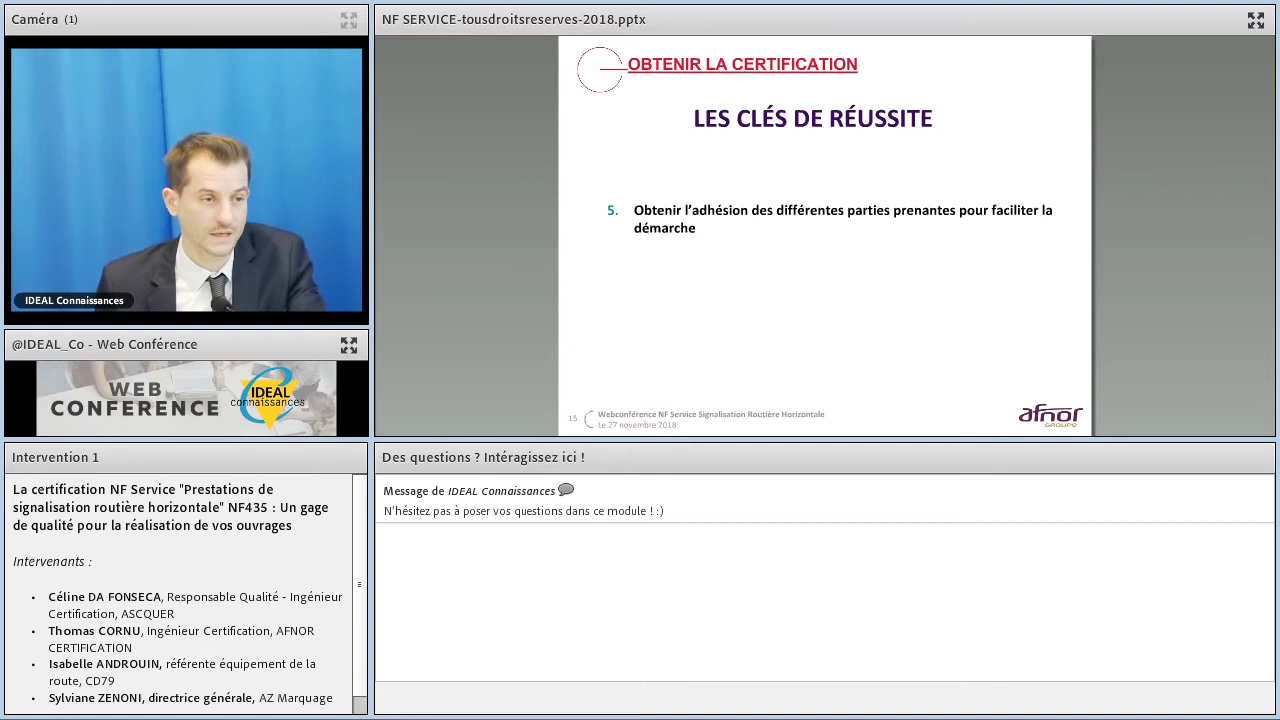 Caméra (1)
IDEAL Connaissances
@IDEAL_Co - Web Conférence
WEB
CONFERENCE
IDEAL
connaissances
Intervention 1
La certification NF Service "Prestations de
signalisation routière horizontale" NF435 : Un gage
de qualité pour la réalisation de vos ouvrages
Intervenants :
• Céline DA FONSECA, Responsable Qualité - Ingénieur
Certification, ASCQUER
• Thomas CORNU, Ingénieur Certification, AFNOR
CERTIFICATION
• Isabelle ANDROUIN, référente équipement de la
route, CD79
• Sylviane ZENONI, directrice générale, AZ Marquage
NF SERVICE-tousdroitsreserves-2018.pptx
OBTENIR LA CERTIFICATION
LES CLÉS DE RÉUSSITE
5. Obtenir l'adhésion des différentes parties prenantes pour faciliter la
démarche
15
Webconférence NF Service Signalisation Routière Horizontale
Le 27 novembre 2018
afnor
GROUPE
Des questions ? Intéragissez ici !
Message de IDEAL Connaissances
N'hésitez pas à poser vos questions dans ce module ! :)